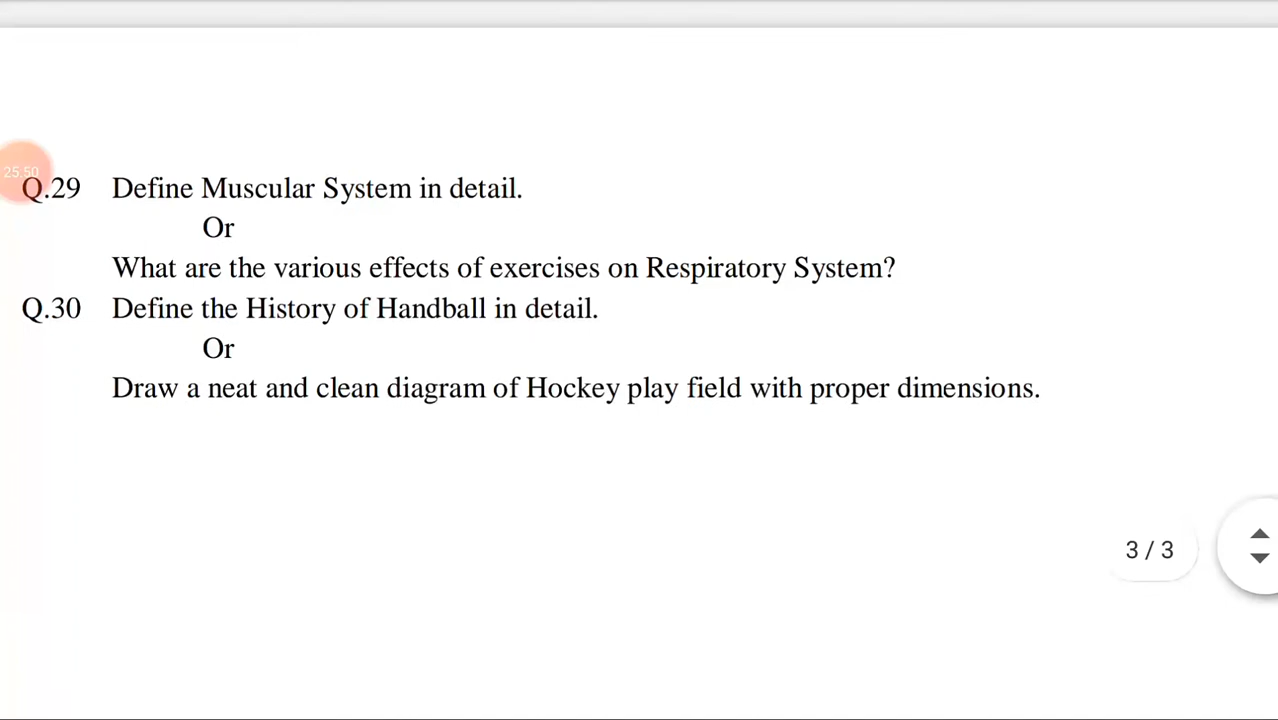 25.50
Q.29 Define Muscular System in detail.
Or
What are the various effects of exercises on Respiratory System?
Q.30 Define the History of Handball in detail.
Or
Draw a neat and clean diagram of Hockey play field with proper dimensions.
3 / 3